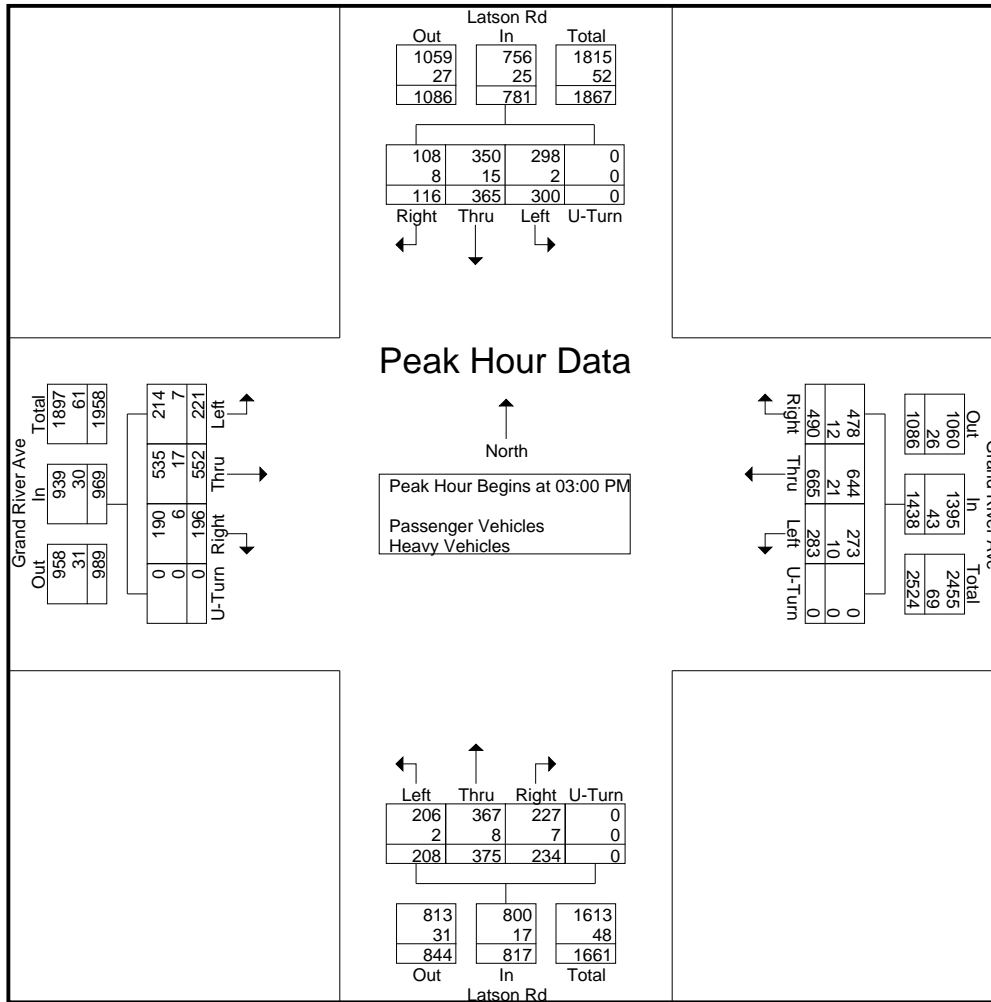 Latson Rd
Out In Total
1059 756 1815
27 25 52
1086 781 1867
108 350 298 0
8 15 2 0
116 365 300 0
Right Thru Left U-Turn
Peak Hour Data
North
Peak Hour Begins at 03:00 PM
Passenger Vehicles
Heavy Vehicles
Grand River Ave
Out In Total
958 939 1897
31 30 61
989 969 1958
214 535 190 0
7 17 6 0
221 552 196 0
Left Thru Right U-Turn
Grand River Ave
Out In Total
1060 1395 2455
26 43 69
1086 1438 2524
478 644 273 0
12 21 10 0
490 665 283 0
Right Thru Left U-Turn
Left Thru Right U-Turn
206 367 227 0
2 8 7 0
208 375 234 0
813 800 1613
31 17 48
844 817 1661
Out In Total
Latson Rd